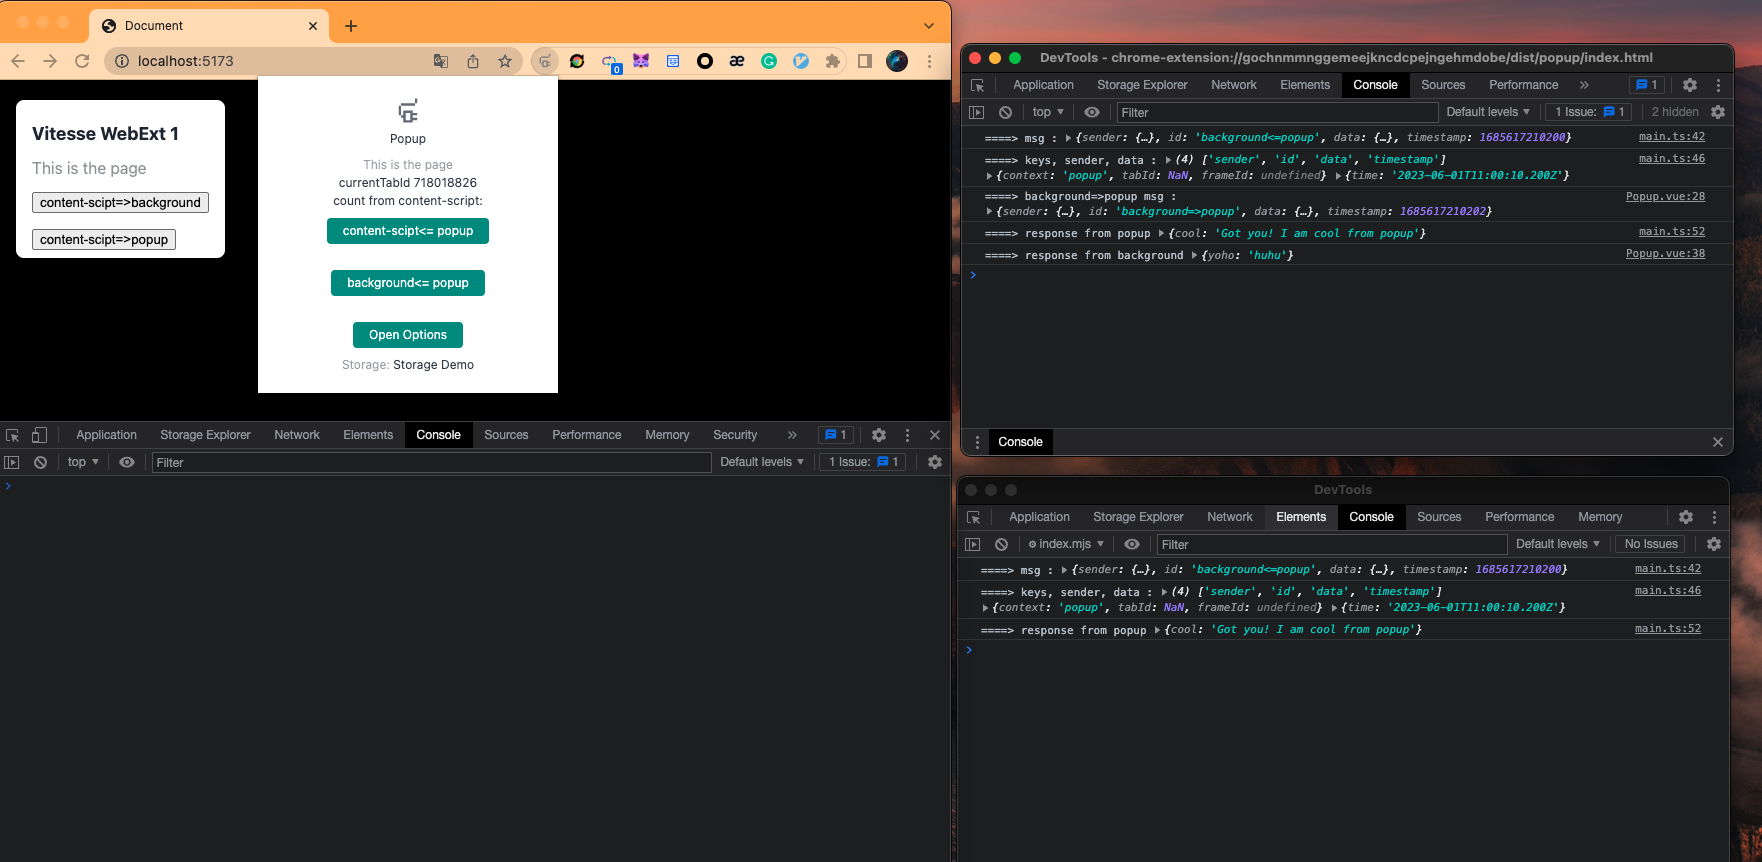 Document
localhost:5173
0
Vitesse WebExt 1
This is the page
content-scipt=>background
content-scipt=>popup
Popup
This is the page
currentTabId 718018826
count from content-script:
content-scipt<= popup
background<= popup
Open Options
Storage: Storage Demo
Application Storage Explorer Network Elements Console Sources Performance Memory Security » 1
top Filter Default levels 1 Issue: 1
>
DevTools - chrome-extension://gochnmmnggemeejkncdcpejngehmdobe/dist/popup/index.html
Application Storage Explorer Network Elements Console Sources Performance » 1
top Filter Default levels 1 Issue: 1 2 hidden
====> msg : {sender: {…}, id: 'background<=popup', data: {…}, timestamp: 1685617210200} main.ts:42
====> keys, sender, data : (4) ['sender', 'id', 'data', 'timestamp'] main.ts:46
{context: 'popup', tabId: NaN, frameId: undefined} {time: '2023-06-01T11:00:10.200Z'}
====> background=>popup msg : Popup.vue:28
{sender: {…}, id: 'background=>popup', data: {…}, timestamp: 1685617210202}
====> response from popup {cool: 'Got you! I am cool from popup'} main.ts:52
====> response from background {yoho: 'huhu'} Popup.vue:38
>
Console
DevTools
Application Storage Explorer Network Elements Console Sources Performance Memory
index.mjs Filter Default levels No Issues
====> msg : {sender: {…}, id: 'background<=popup', data: {…}, timestamp: 1685617210200} main.ts:42
====> keys, sender, data : (4) ['sender', 'id', 'data', 'timestamp'] main.ts:46
{context: 'popup', tabId: NaN, frameId: undefined} {time: '2023-06-01T11:00:10.200Z'}
====> response from popup {cool: 'Got you! I am cool from popup'} main.ts:52
>